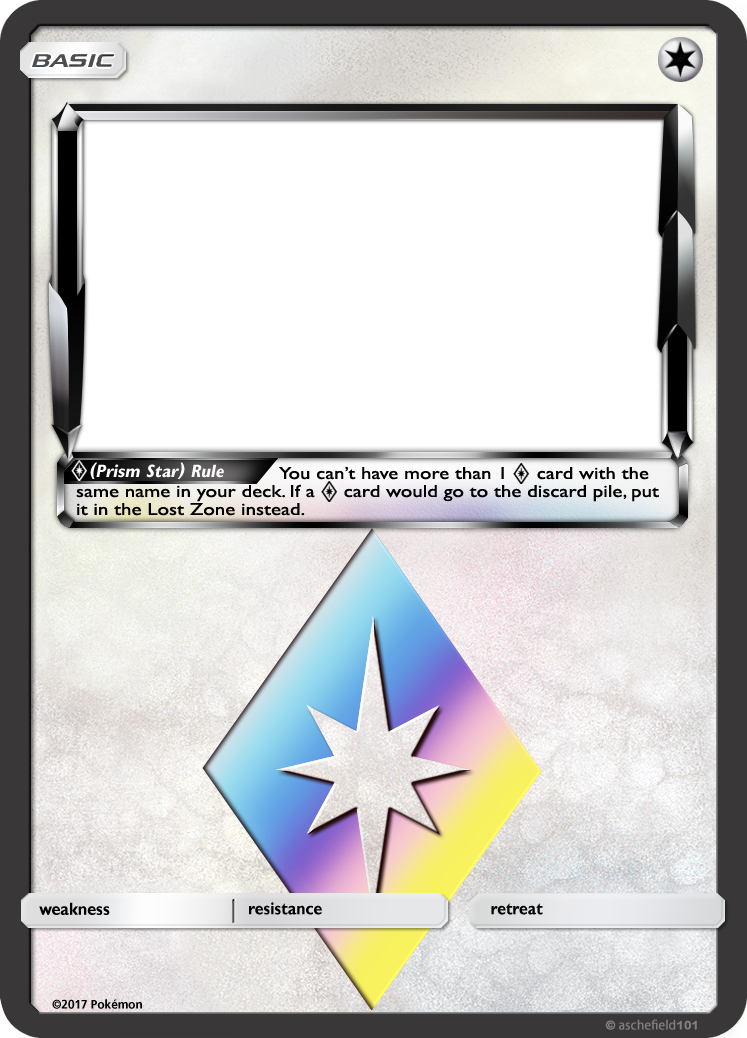 BASIC
(Prism Star) Rule You can't have more than 1 card with the
same name in your deck. If a card would go to the discard pile, put
it in the Lost Zone instead.
weakness resistance retreat
©2017 Pokémon
© aschefield101